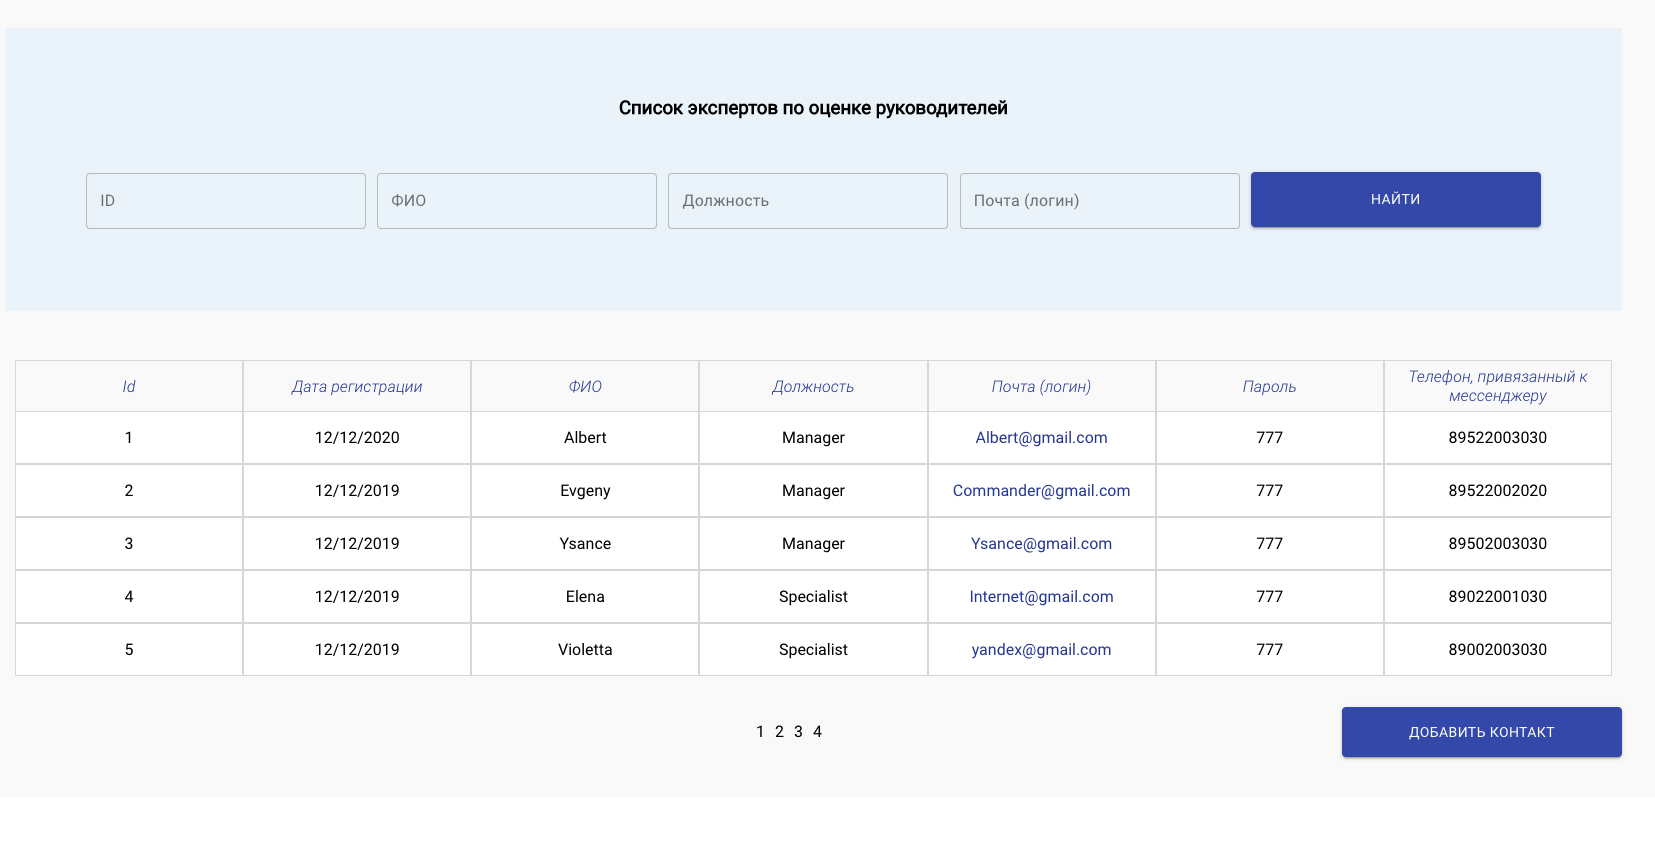 Список экспертов по оценке руководителей
ID ФИО Должность Почта (логин) НАЙТИ
Id Дата регистрации ФИО Должность Почта (логин) Пароль Телефон, привязанный к мессенджеру
1 12/12/2020 Albert Manager Albert@gmail.com 777 89522003030
2 12/12/2019 Evgeny Manager Commander@gmail.com 777 89522002020
3 12/12/2019 Ysance Manager Ysance@gmail.com 777 89502003030
4 12/12/2019 Elena Specialist Internet@gmail.com 777 89022001030
5 12/12/2019 Violetta Specialist yandex@gmail.com 777 89002003030
1 2 3 4 ДОБАВИТЬ КОНТАКТ